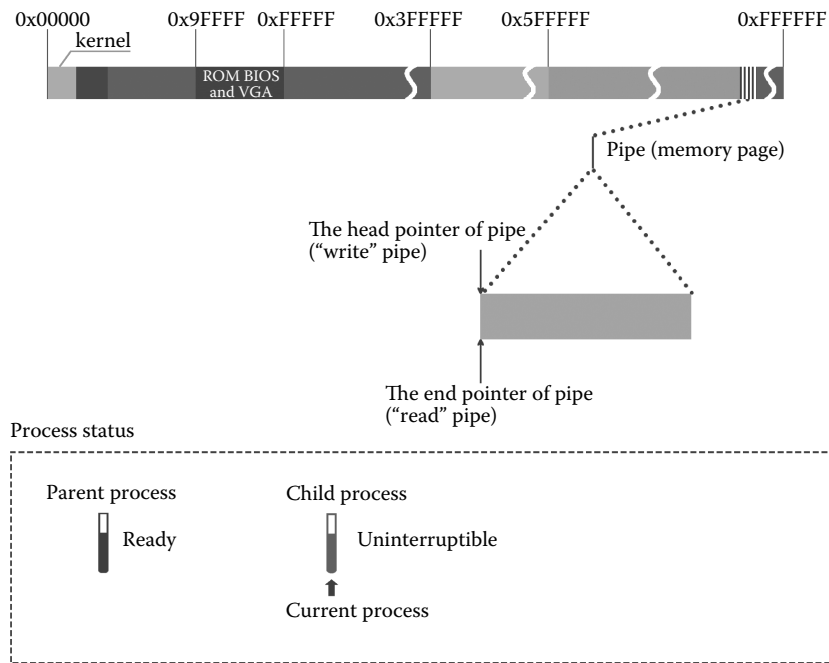 0x00000 0x9FFFF 0xFFFFF 0x3FFFFF 0x5FFFFF 0xFFFFFF
kernel
ROM BIOS
and VGA
Pipe (memory page)
The head pointer of pipe
(“write” pipe)
The end pointer of pipe
(“read” pipe)
Process status
Parent process Child process
Ready Uninterruptible
Current process